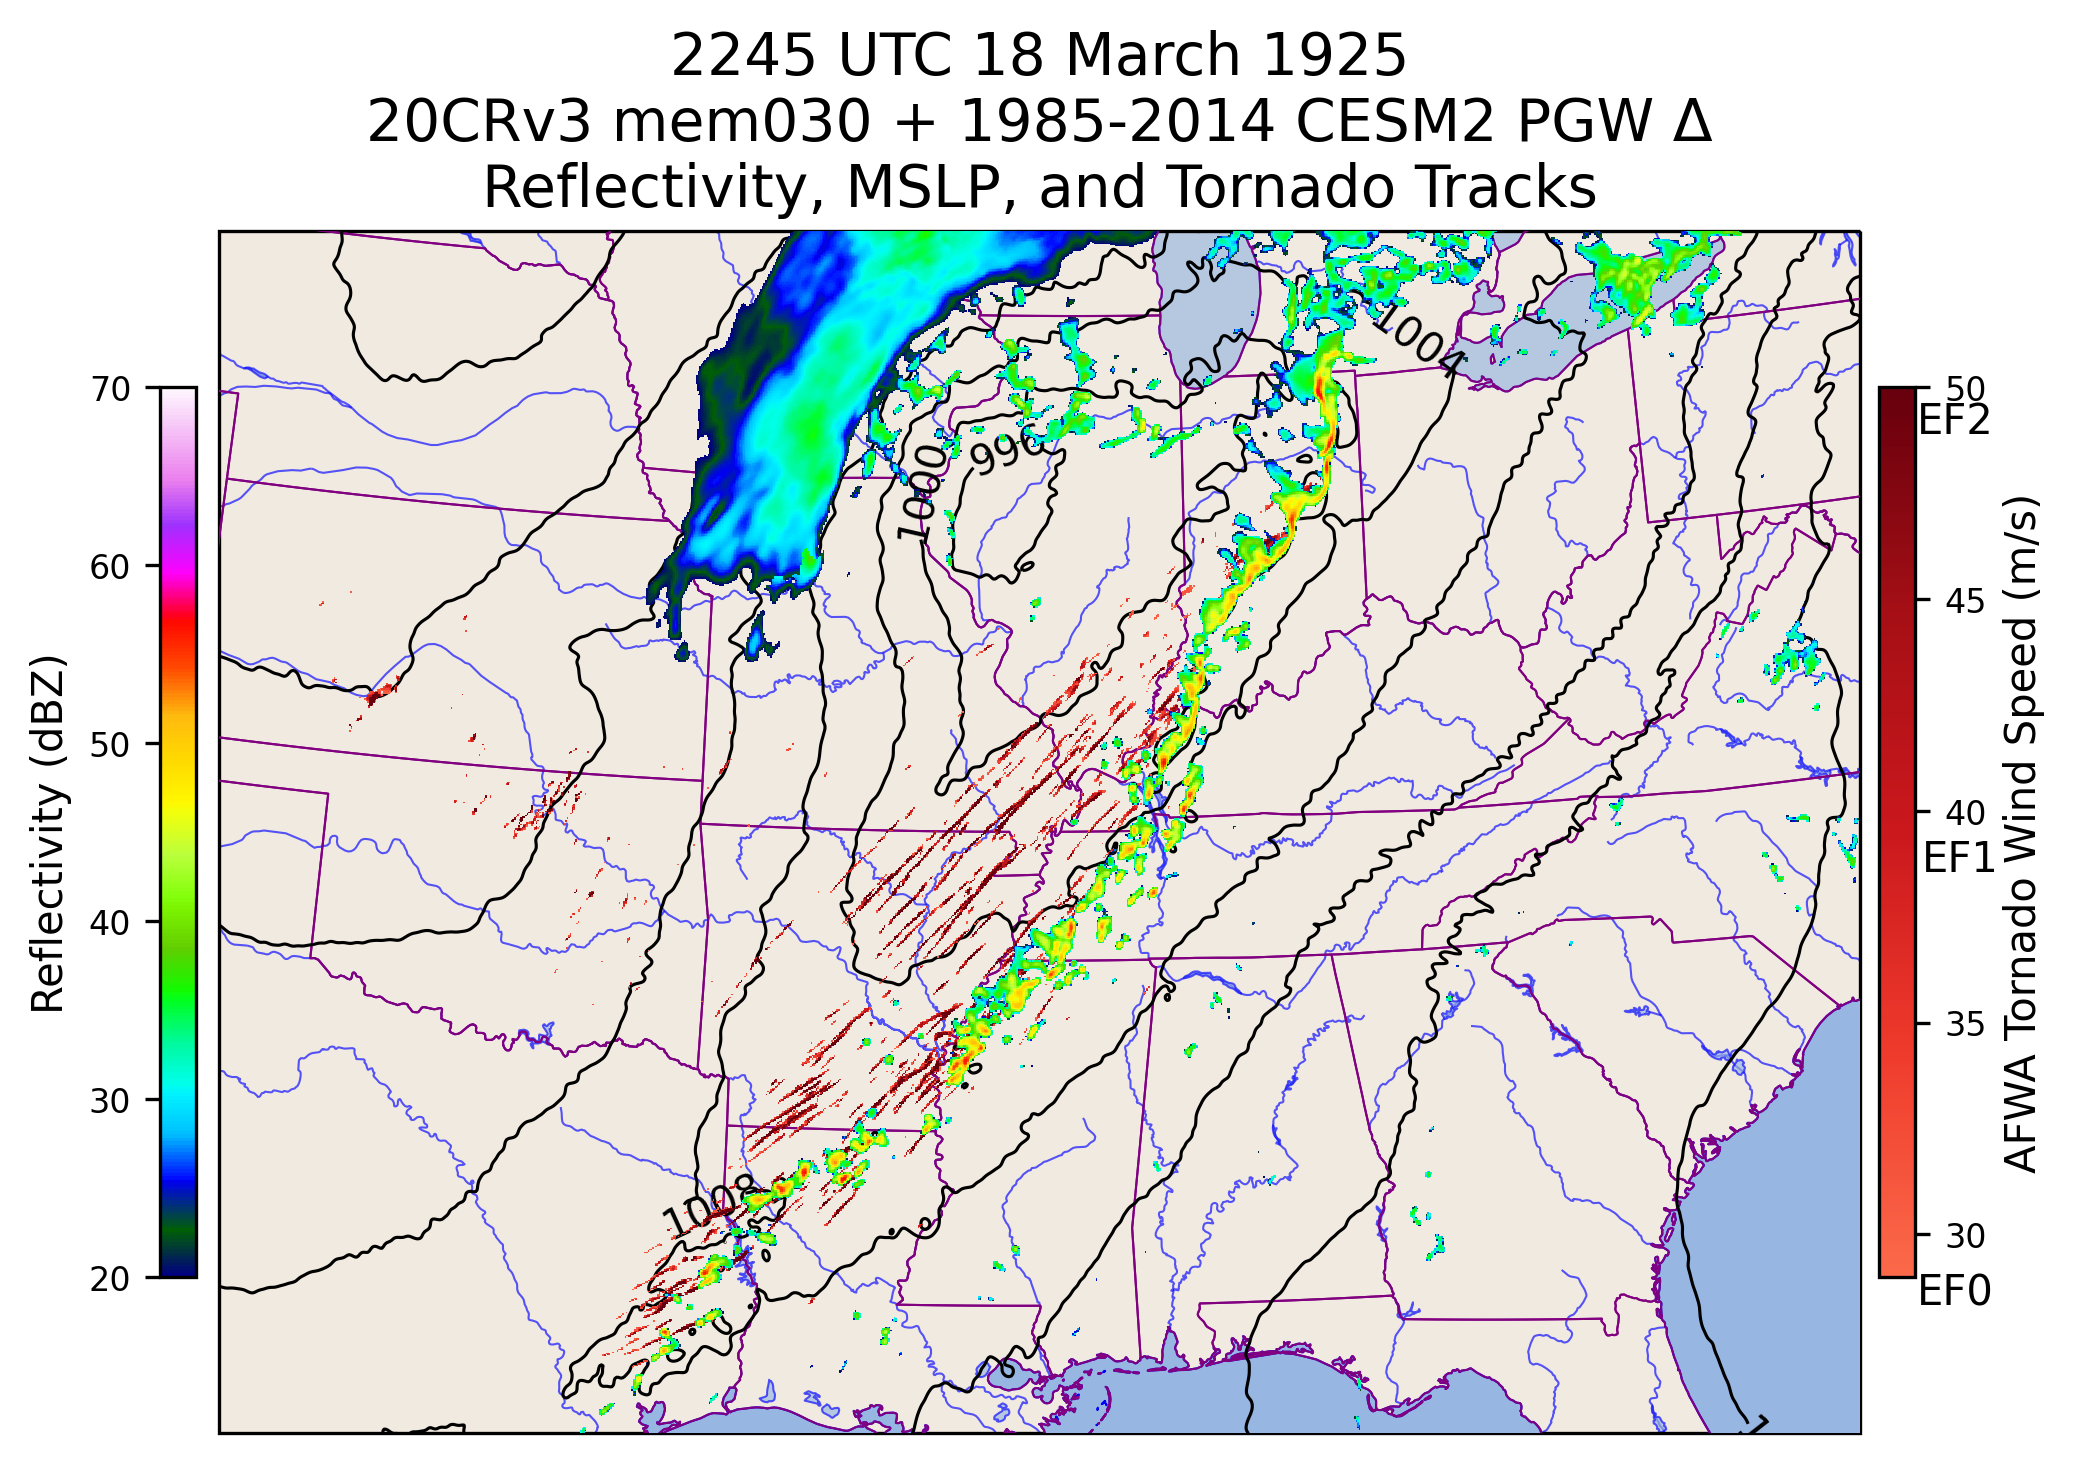 2245 UTC 18 March 1925
20CRv3 mem030 + 1985-2014 CESM2 PGW Δ
Reflectivity, MSLP, and Tornado Tracks
Reflectivity (dBZ)
70
60
50
40
30
20
1004
996
1000
1008
50
EF2
45
40
EF1
35
30
EF0
AFWA Tornado Wind Speed (m/s)